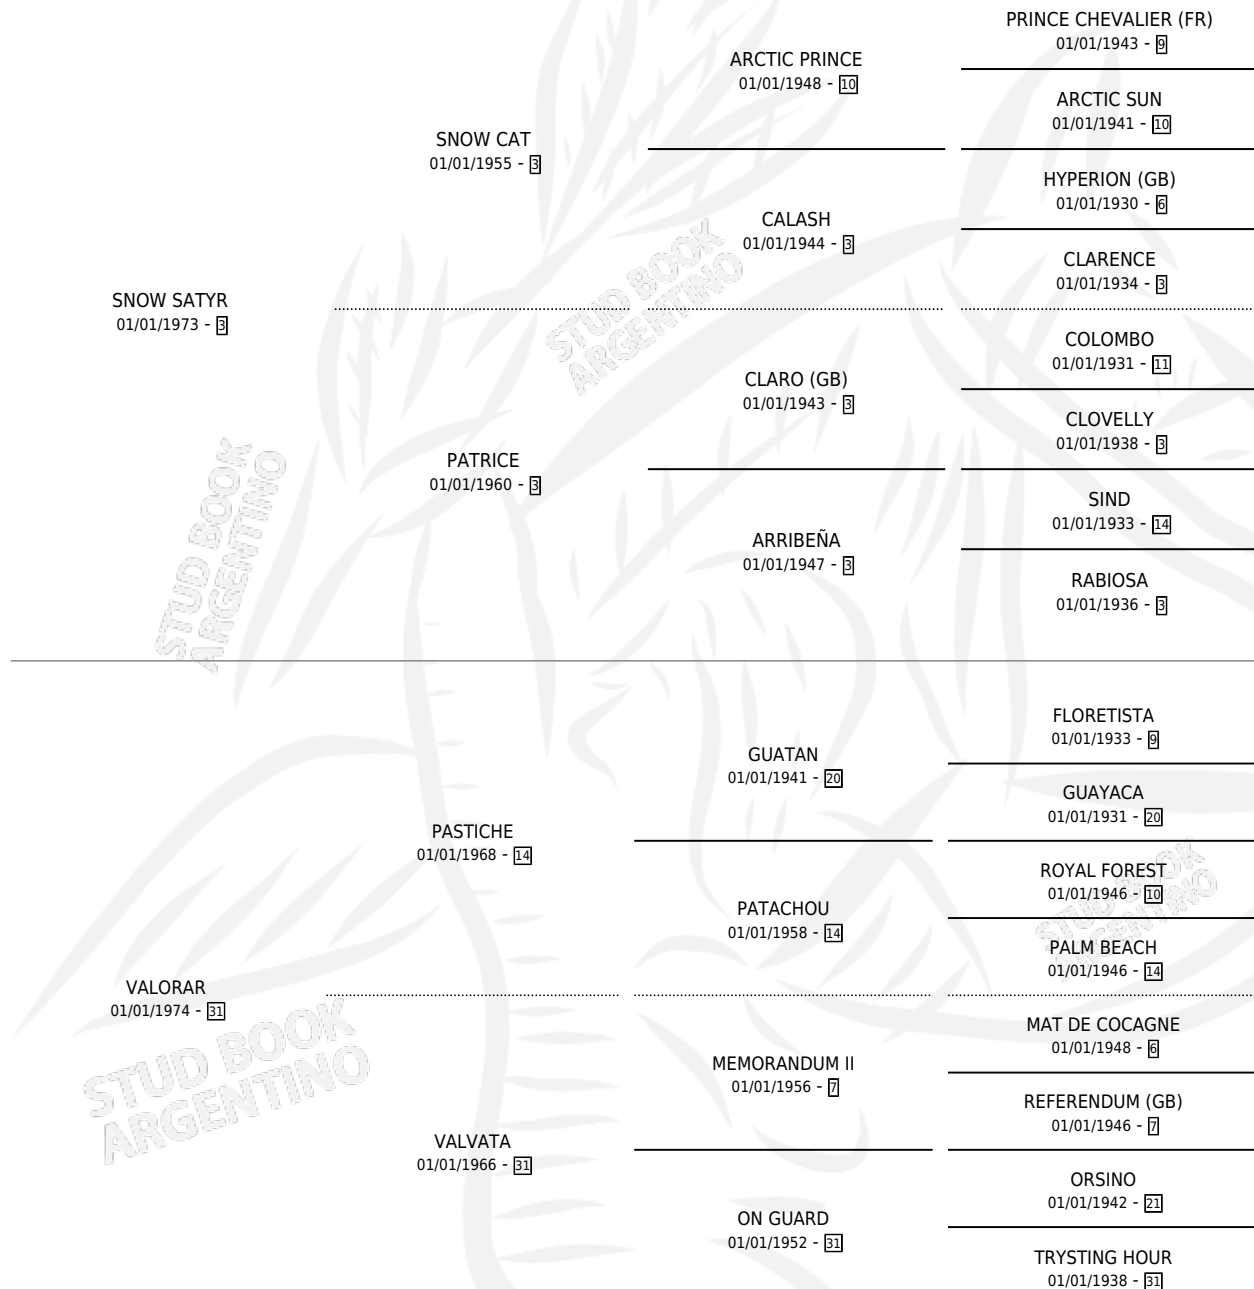 PRINCE CHEVALIER (FR)
01/01/1943 - 9
ARCTIC PRINCE
01/01/1948 - 10
ARCTIC SUN
01/01/1941 - 10
SNOW CAT
01/01/1955 - 3
HYPERION (GB)
01/01/1930 - 6
CALASH
01/01/1944 - 3
CLARENCE
01/01/1934 - 3
SNOW SATYR
01/01/1973 - 3
COLOMBO
01/01/1931 - 11
CLARO (GB)
01/01/1943 - 3
CLOVELLY
01/01/1938 - 3
PATRICE
01/01/1960 - 3
SIND
01/01/1933 - 14
ARRIBEÑA
01/01/1947 - 3
RABIOSA
01/01/1936 - 3
FLORETISTA
01/01/1933 - 9
GUATAN
01/01/1941 - 20
GUAYACA
01/01/1931 - 20
PASTICHE
01/01/1968 - 14
ROYAL FOREST
01/01/1946 - 10
PATACHOU
01/01/1958 - 14
PALM BEACH
01/01/1946 - 14
VALORAR
01/01/1974 - 31
MAT DE COCAGNE
01/01/1948 - 6
MEMORANDUM II
01/01/1956 - 7
REFERENDUM (GB)
01/01/1946 - 7
VALVATA
01/01/1966 - 31
ORSINO
01/01/1942 - 21
ON GUARD
01/01/1952 - 31
TRYSTING HOUR
01/01/1938 - 31
STUD BOOK
ARGENTINO
STUD BOOK
ARGENTINO
STUD BOOK
ARGENTINO
STUD BOOK
ARGENTINO